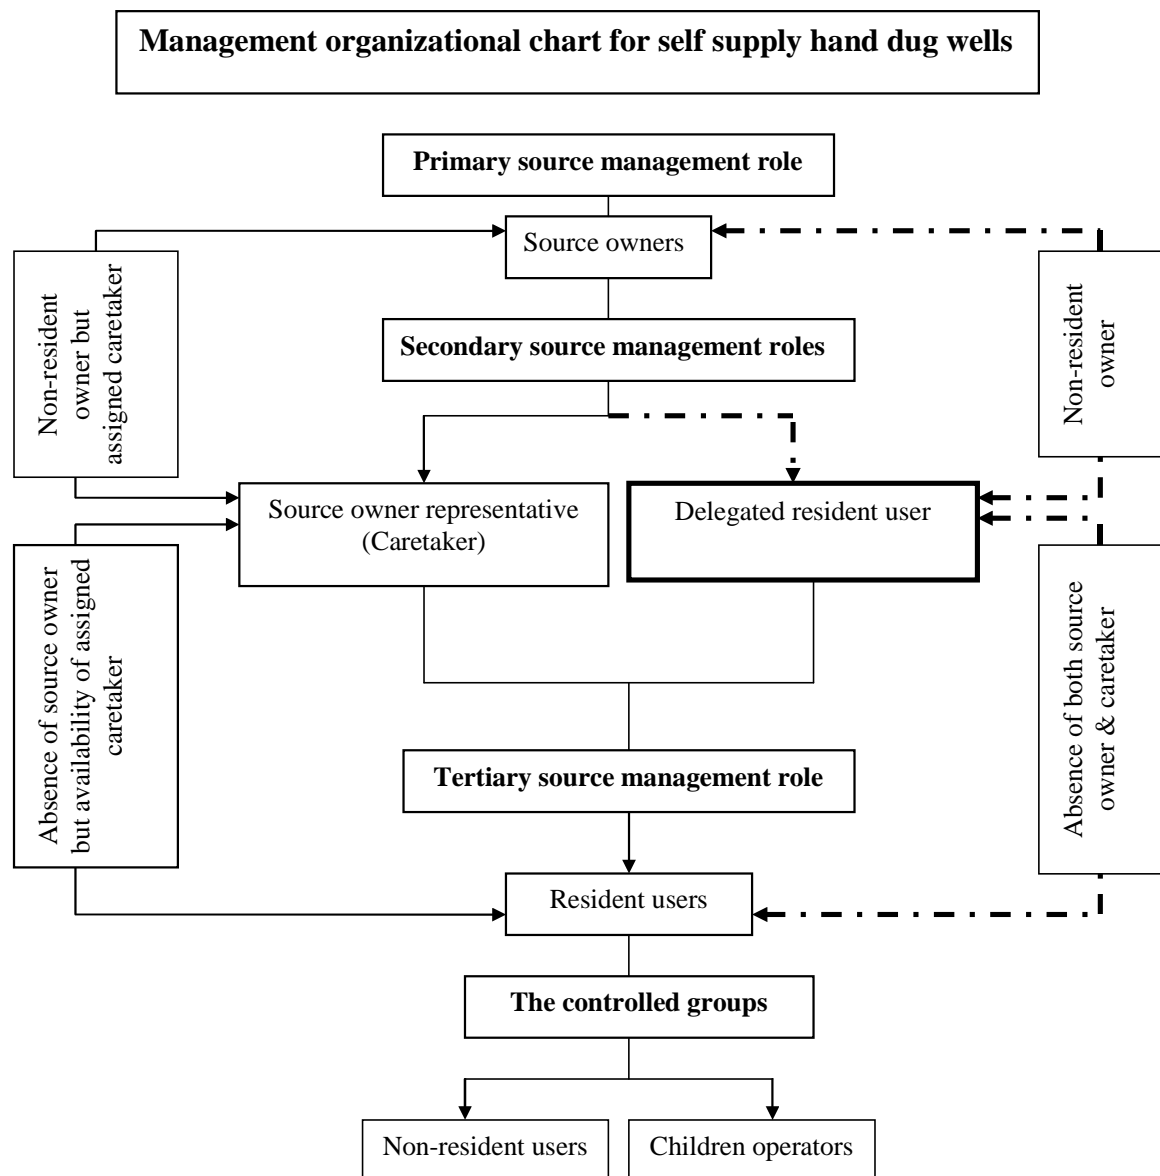 Management organizational chart for self supply hand dug wells
Primary source management role
Source owners
Non-resident
owner but
assigned caretaker
Non-resident
owner
Secondary source management roles
Source owner representative
(Caretaker)
Delegated resident user
Absence of source owner
but availability of assigned
caretaker
Absence of both source
owner & caretaker
Tertiary source management role
Resident users
The controlled groups
Non-resident users
Children operators